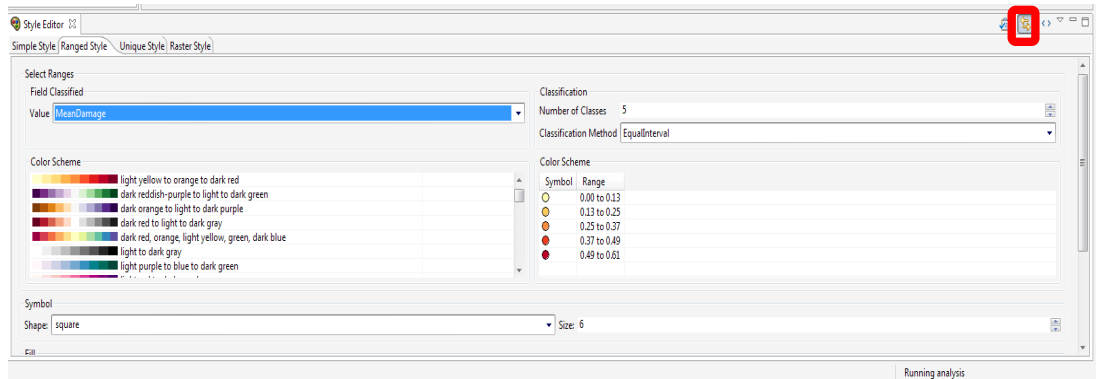 Style Editor
Simple Style Ranged Style Unique Style Raster Style
Select Ranges
Field Classified
Value MeanDamage
Classification
Number of Classes 5
Classification Method EqualInterval
Color Scheme
light yellow to orange to dark red
dark reddish-purple to light to dark green
dark orange to light to dark purple
dark red to light to dark gray
dark red, orange, light yellow, green, dark blue
light to dark gray
light purple to blue to dark green
Color Scheme
Symbol Range
0.00 to 0.13
0.13 to 0.25
0.25 to 0.37
0.37 to 0.49
0.49 to 0.61
Symbol
Shape: square
Size: 6
Fill
Running analysis